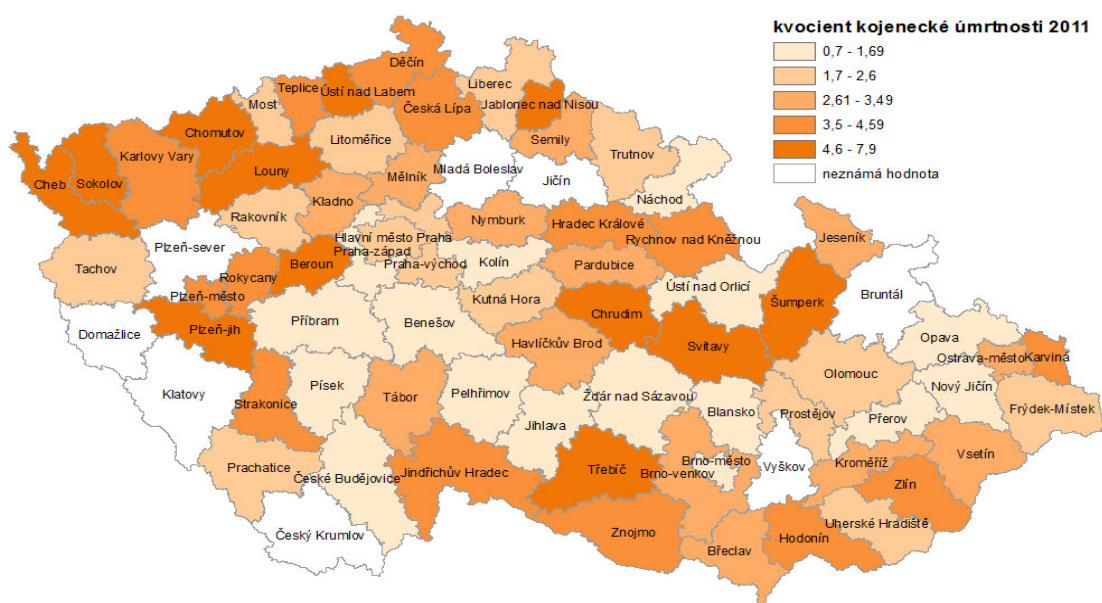 kvocient kojenecké úmrtnosti 2011
0,7 - 1,69
1,7 - 2,6
2,61 - 3,49
3,5 - 4,59
4,6 - 7,9
neznámá hodnota
Děčín
Teplice
Ústí nad Labem
Liberec
Most
Česká Lípa
Jablonec nad Nisou
Chomutov
Litoměřice
Semily
Trutnov
Karlovy Vary
Louny
Mladá Boleslav
Sokolov
Cheb
Mělník
Jičín
Náchod
Kladno
Rakovník
Nymburk
Hradec Králové
Hlavní město Praha
Rychnov nad Kněžnou
Jeseník
Plzeň-sever
Praha-západ
Beroun
Kolín
Praha-východ
Pardubice
Tachov
Rokycany
Ústí nad Orlicí
Bruntál
Plzeň-město
Kutná Hora
Šumperk
Chrudim
Příbram
Benešov
Plzeň-jih
Domažlice
Opava
Havlíčkův Brod
Svitavy
Ostrava-město
Karviná
Olomouc
Písek
Nový Jičín
Klatovy
Pelhřimov
Žďár nad Sázavou
Tábor
Strakonice
Blansko
Prostějov
Přerov
Frýdek-Místek
Jihlava
Vsetín
Brno-město
Kroměříž
Prachatice
Jindřichův Hradec
Třebíč
Vyškov
Brno-venkov
České Budějovice
Zlín
Uherské Hradiště
Znojmo
Český Krumlov
Hodonín
Břeclav